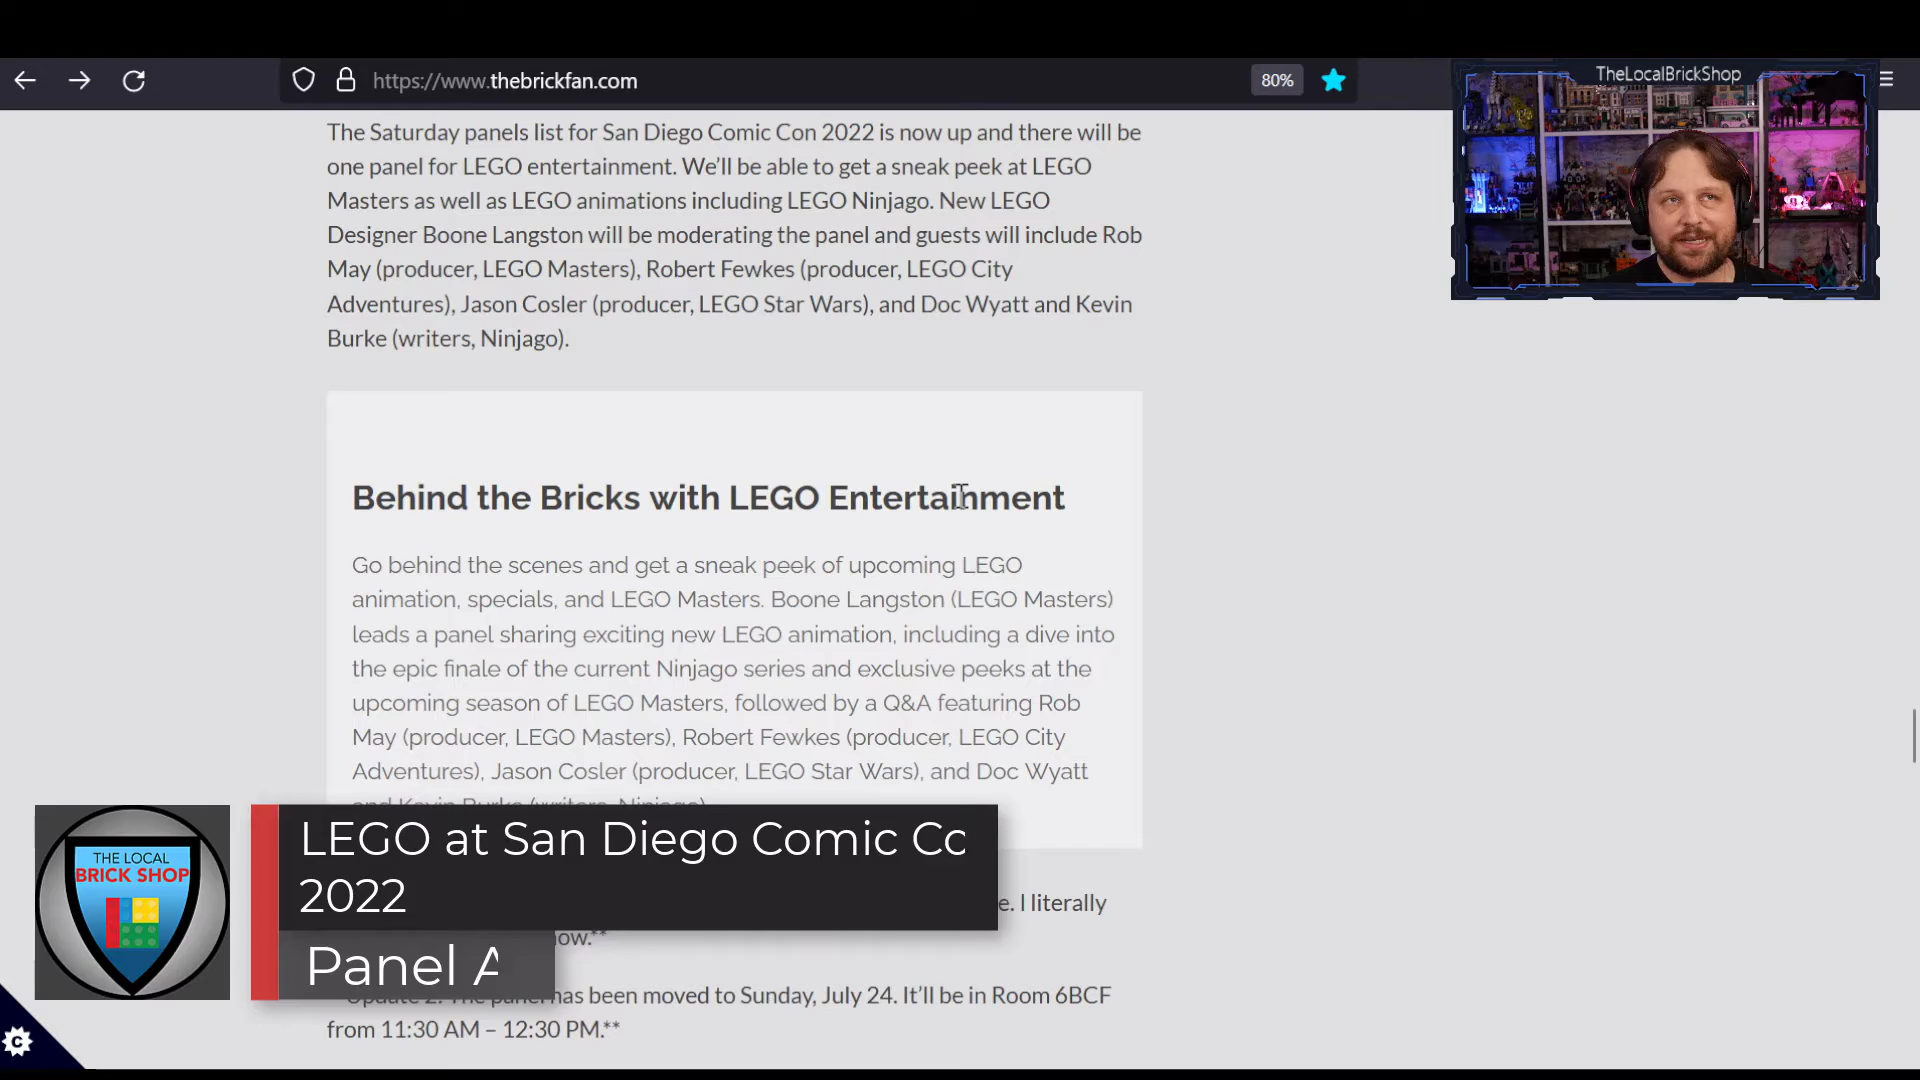 https://www.thebrickfan.com
80%
TheLocalBrickShop
The Saturday panels list for San Diego Comic Con 2022 is now up and there will be
one panel for LEGO entertainment. We’ll be able to get a sneak peek at LEGO
Masters as well as LEGO animations including LEGO Ninjago. New LEGO
Designer Boone Langston will be moderating the panel and guests will include Rob
May (producer, LEGO Masters), Robert Fewkes (producer, LEGO City
Adventures), Jason Cosler (producer, LEGO Star Wars), and Doc Wyatt and Kevin
Burke (writers, Ninjago).
Behind the Bricks with LEGO Entertainment
Go behind the scenes and get a sneak peek of upcoming LEGO
animation, specials, and LEGO Masters. Boone Langston (LEGO Masters)
leads a panel sharing exciting new LEGO animation, including a dive into
the epic finale of the current Ninjago series and exclusive peeks at the
upcoming season of LEGO Masters, followed by a Q&A featuring Rob
May (producer, LEGO Masters), Robert Fewkes (producer, LEGO City
Adventures), Jason Cosler (producer, LEGO Star Wars), and Doc Wyatt
and Kevin Burke (writers, Ninjago)
THE LOCAL
BRICK SHOP
LEGO at San Diego Comic Co
2022
Panel A
e. I literally
ow.**
Update 2: The panel has been moved to Sunday, July 24. It’ll be in Room 6BCF
from 11:30 AM – 12:30 PM.**
C